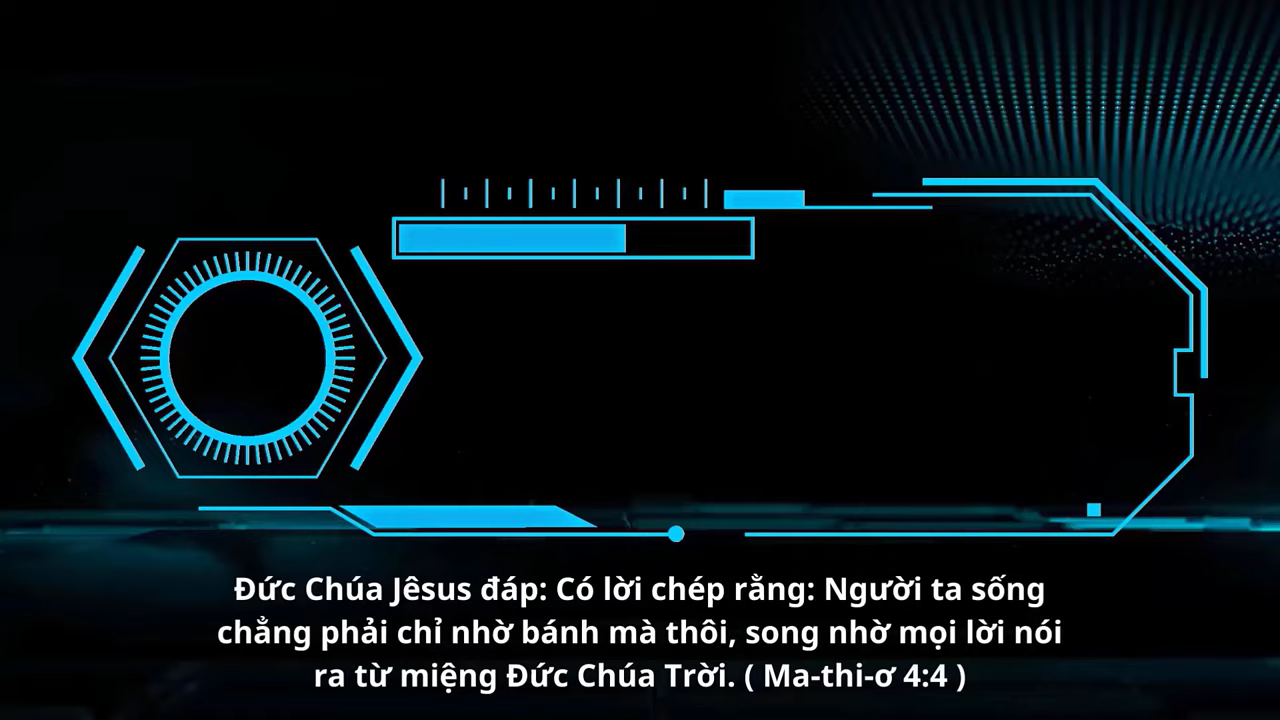 Đức Chúa Jêsus đáp: Có lời chép rằng: Người ta sống
chẳng phải chỉ nhờ bánh mà thôi, song nhờ mọi lời nói
ra từ miệng Đức Chúa Trời. ( Ma-thi-ơ 4:4 )